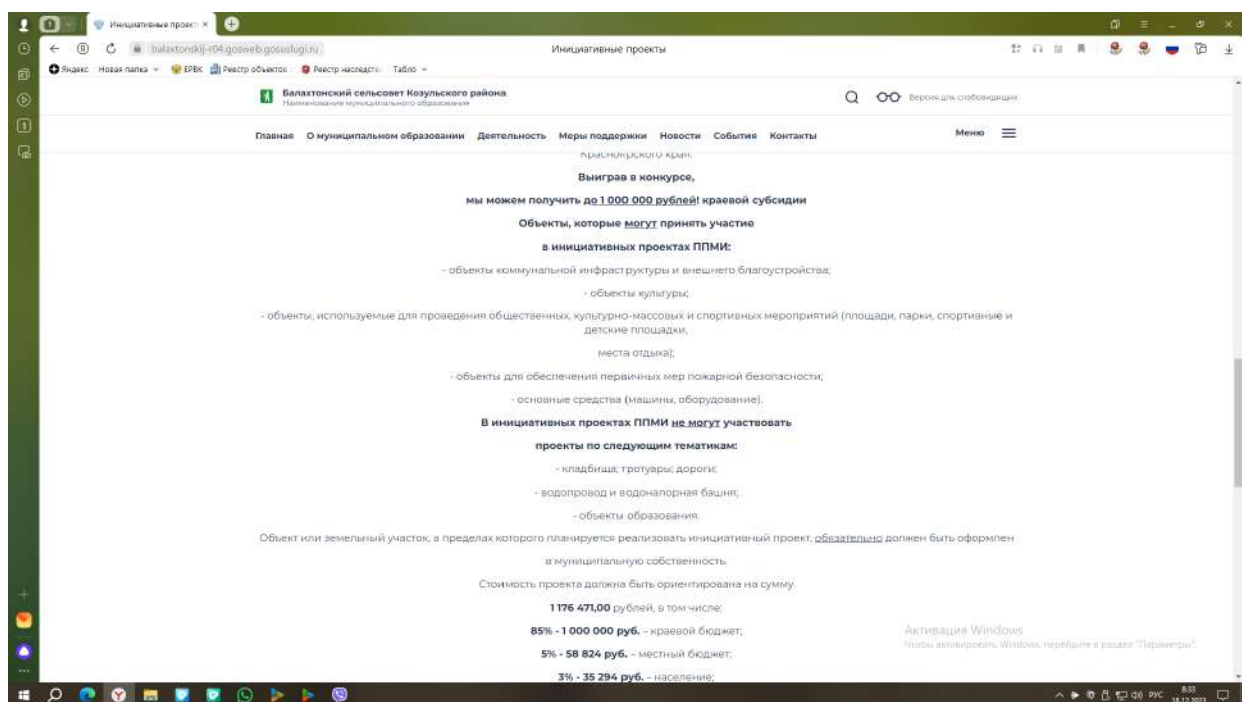 Инициативные проек
balaxtonskij-r04.gosweb.gosuslugi.ru
Инициативные проекты
Яндекс
Новая папка
ЕРВК
Реестр объектов
Реестр наследств
Табло
Балахтонский сельсовет Козульского района
Наименование муниципального образования
Версия для слабовидящих
Главная О муниципальном образовании Деятельность Меры поддержки Новости События Контакты
Меню
Красноярского края.
Выиграв в конкурсе,
мы можем получить до 1 000 000 рублей! краевой субсидии
Объекты, которые могут принять участие
в инициативных проектах ППМИ:
- объекты коммунальной инфраструктуры и внешнего благоустройства;
- объекты культуры;
- объекты, используемые для проведения общественных, культурно-массовых и спортивных мероприятий (площади, парки, спортивные и
детские площадки,
места отдыха);
- объекты для обеспечения первичных мер пожарной безопасности;
- основные средства (машины, оборудование).
В инициативных проектах ППМИ не могут участвовать
проекты по следующим тематикам:
- кладбища; тротуары; дороги;
- водопровод и водонапорная башня;
- объекты образования.
Объект или земельный участок, в пределах которого планируется реализовать инициативный проект, обязательно должен быть оформлен
в муниципальную собственность.
Стоимость проекта должна быть ориентирована на сумму
1 176 471,00 рублей, в том числе:
85% - 1 000 000 руб. – краевой бюджет;
5% - 58 824 руб. – местный бюджет;
3% - 35 294 руб. – население;
Активация Windows
Чтобы активировать Windows, перейдите в раздел "Параметры".
РУС
8:33
18.12.2023